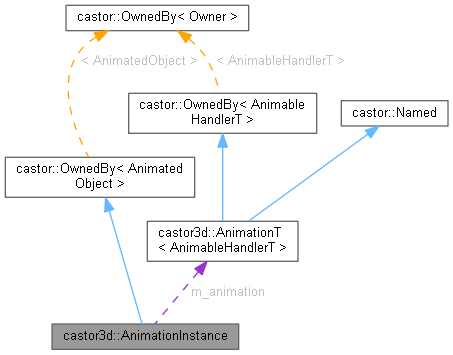 castor::OwnedBy< Owner >
< AnimatedObject >
< AnimableHandlerT >
castor::OwnedBy< Animable
HandlerT >
castor::Named
castor::OwnedBy< Animated
Object >
castor3d::AnimationT
< AnimableHandlerT >
m_animation
castor3d::AnimationInstance